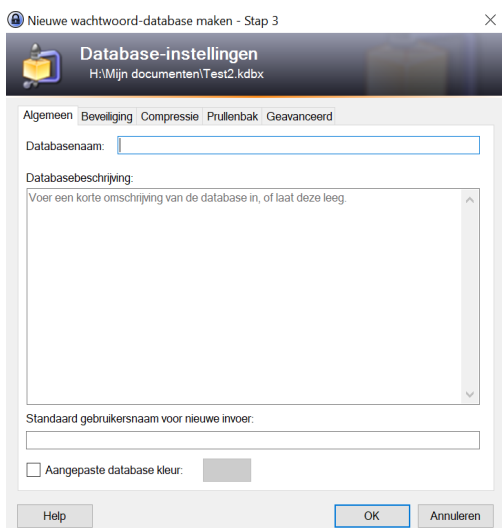 Nieuwe wachtwoord-database maken - Stap 3
Database-instellingen
H:\Mijn documenten\Test2.kdbx
Algemeen Beveiliging Compressie Prullenbak Geavanceerd
Databasenaam:
Databasebeschrijving:
Voer een korte omschrijving van de database in, of laat deze leeg.
Standaard gebruikersnaam voor nieuwe invoer:
Aangepaste database kleur:
Help OK Annuleren